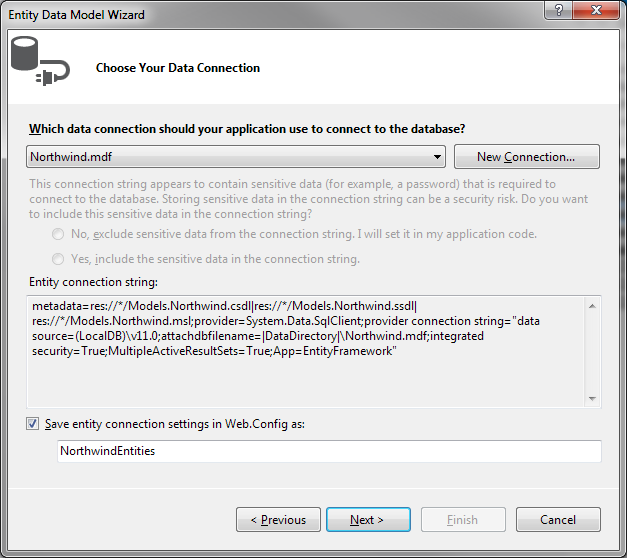 Entity Data Model Wizard
?
Choose Your Data Connection
Which data connection should your application use to connect to the database?
Northwind.mdf
New Connection...
This connection string appears to contain sensitive data (for example, a password) that is required to
connect to the database. Storing sensitive data in the connection string can be a security risk. Do you want
to include this sensitive data in the connection string?
No, exclude sensitive data from the connection string. I will set it in my application code.
Yes, include the sensitive data in the connection string.
Entity connection string:
metadata=res://*/Models.Northwind.csdl|res://*/Models.Northwind.ssdl|
res://*/Models.Northwind.msl;provider=System.Data.SqlClient;provider connection string="data
source=(LocalDB)\v11.0;attachdbfilename=|DataDirectory|\Northwind.mdf;integrated
security=True;MultipleActiveResultSets=True;App=EntityFramework"
Save entity connection settings in Web.Config as:
NorthwindEntities
< Previous
Next >
Finish
Cancel